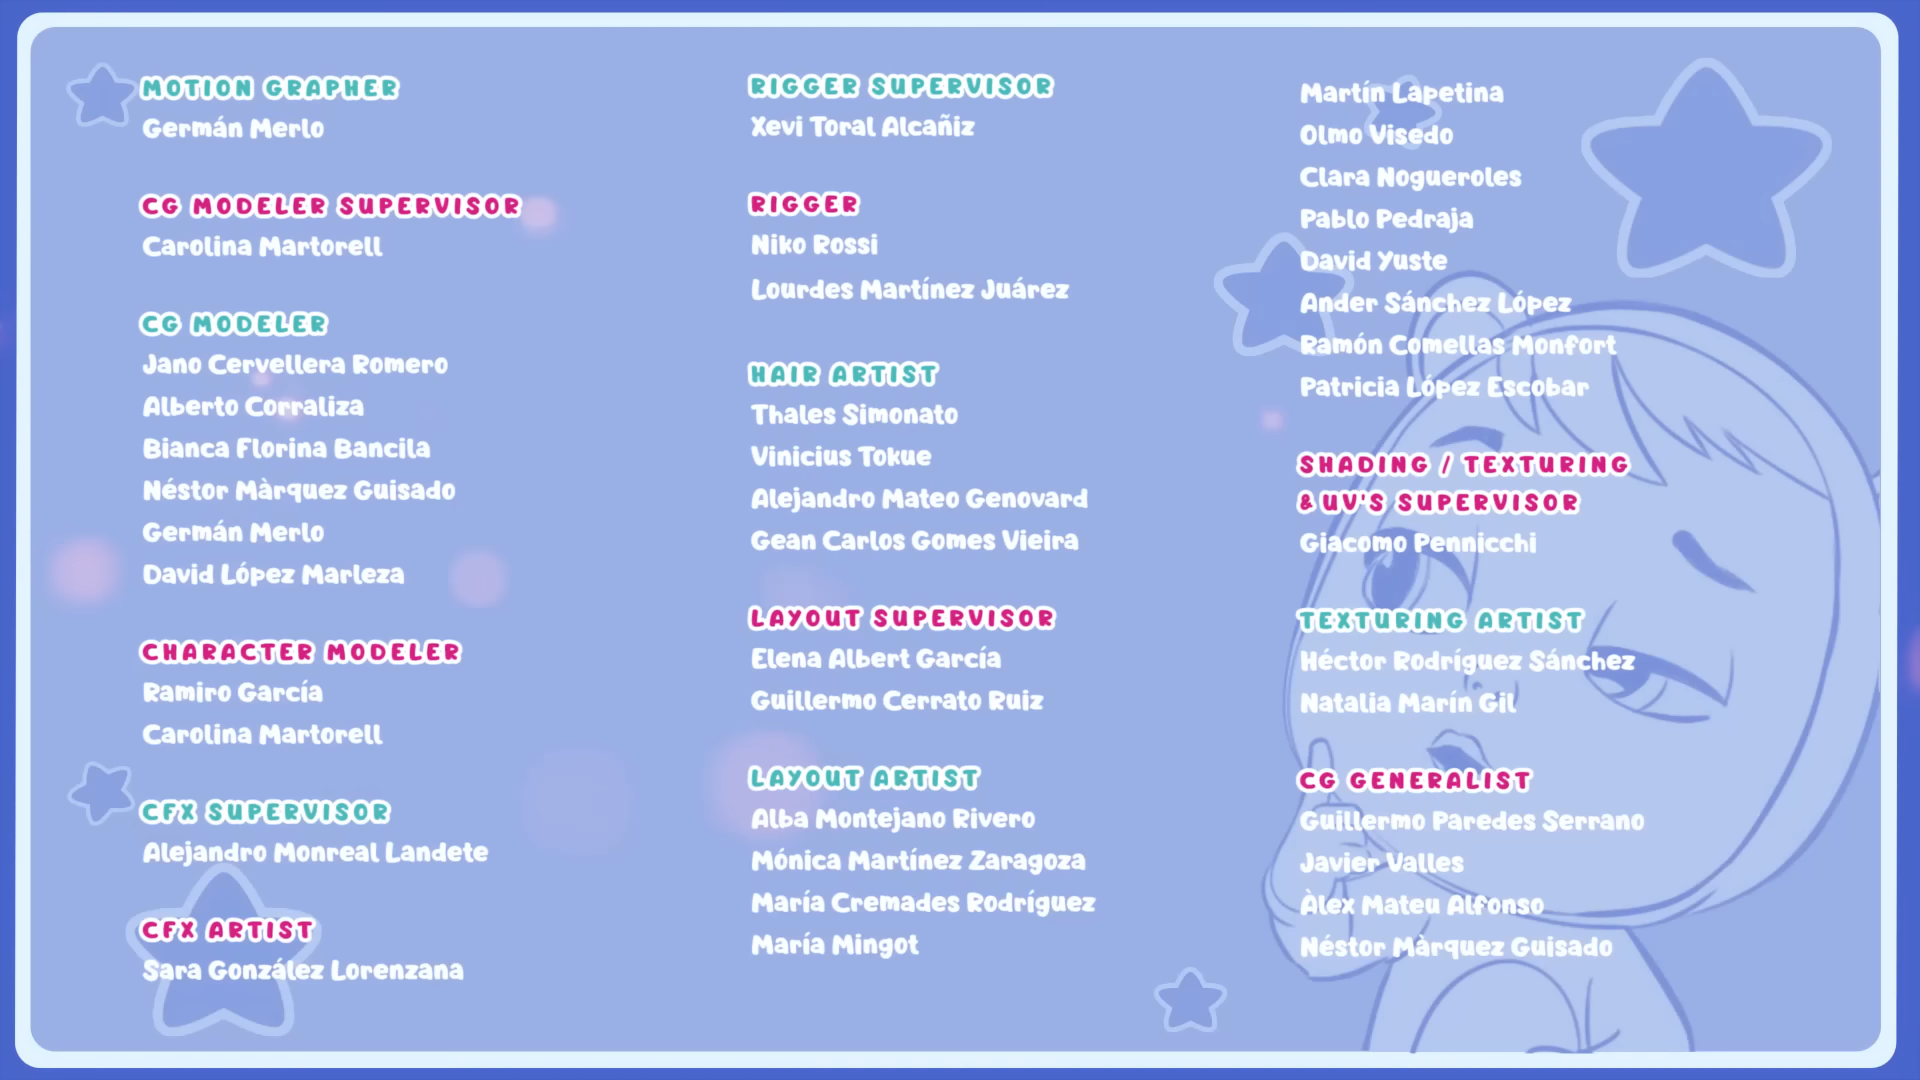 MOTION GRAPHER
Germán Merlo
CG MODELER SUPERVISOR
Carolina Martorell
CG MODELER
Jano Cervellera Romero
Alberto Corraliza
Bianca Florina Bancila
Néstor Màrquez Guisado
Germán Merlo
David López Marleza
CHARACTER MODELER
Ramiro García
Carolina Martorell
CFX SUPERVISOR
Alejandro Monreal Landete
CFX ARTIST
Sara González Lorenzana
RIGGER SUPERVISOR
Xevi Toral Alcañiz
RIGGER
Niko Rossi
Lourdes Martínez Juárez
HAIR ARTIST
Thales Simonato
Vinicius Tokue
Alejandro Mateo Genovard
Gean Carlos Gomes Vieira
LAYOUT SUPERVISOR
Elena Albert García
Guillermo Cerrato Ruiz
LAYOUT ARTIST
Alba Montejano Rivero
Mónica Martínez Zaragoza
María Cremades Rodríguez
María Mingot
Martín Lapetina
Olmo Visedo
Clara Nogueroles
Pablo Pedraja
David Yuste
Ander Sánchez López
Ramón Comellas Monfort
Patricia López Escobar
SHADING / TEXTURING
& UV'S SUPERVISOR
Giacomo Pennicchi
TEXTURING ARTIST
Héctor Rodríguez Sánchez
Natalia Marín Gil
CG GENERALIST
Guillermo Paredes Serrano
Javier Valles
Àlex Mateu Alfonso
Néstor Màrquez Guisado